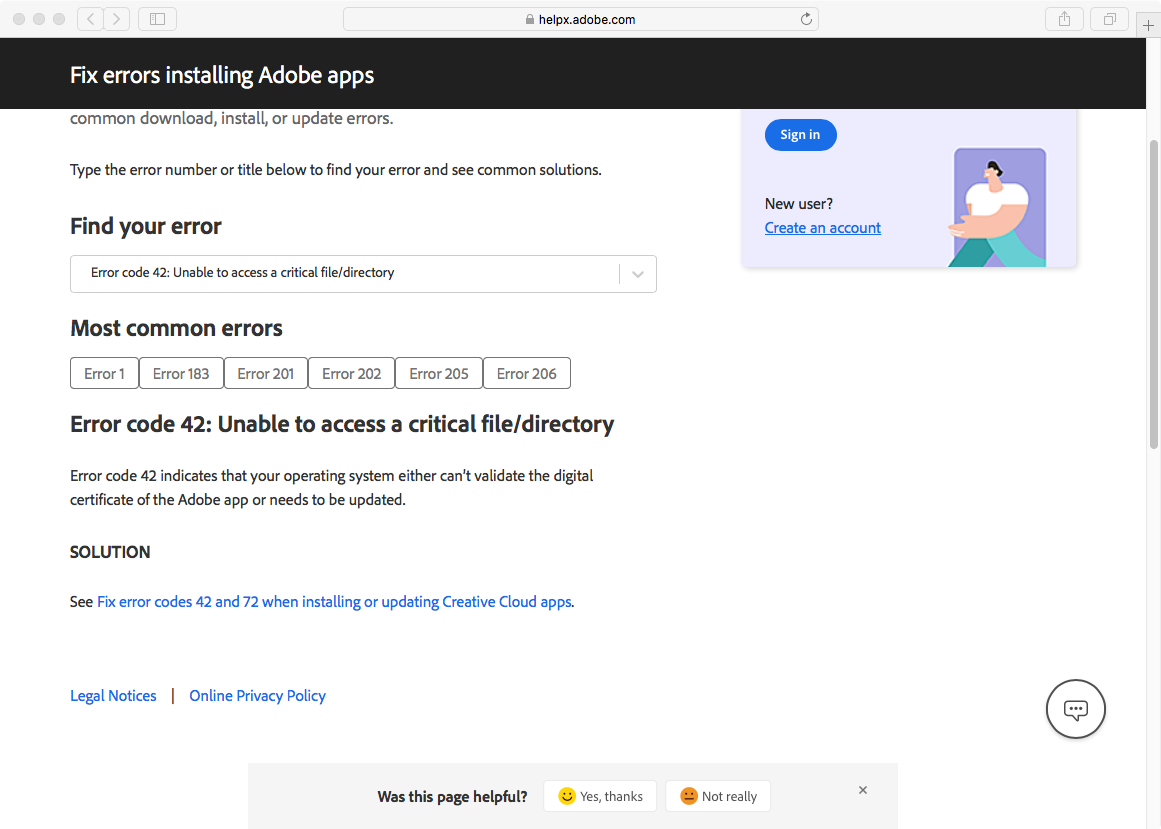 helpx.adobe.com
Fix errors installing Adobe apps
common download, install, or update errors.
Sign in
Type the error number or title below to find your error and see common solutions.
New user?
Create an account
Find your error
Error code 42: Unable to access a critical file/directory
Most common errors
Error 1 Error 183 Error 201 Error 202 Error 205 Error 206
Error code 42: Unable to access a critical file/directory
Error code 42 indicates that your operating system either can’t validate the digital
certificate of the Adobe app or needs to be updated.
SOLUTION
See Fix error codes 42 and 72 when installing or updating Creative Cloud apps.
Legal Notices | Online Privacy Policy
Was this page helpful? Yes, thanks Not really